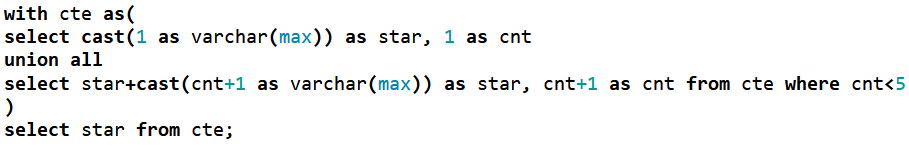 with cte as(
select cast(1 as varchar(max)) as star, 1 as cnt
union all
select star+cast(cnt+1 as varchar(max)) as star, cnt+1 as cnt from cte where cnt<5
)
select star from cte;